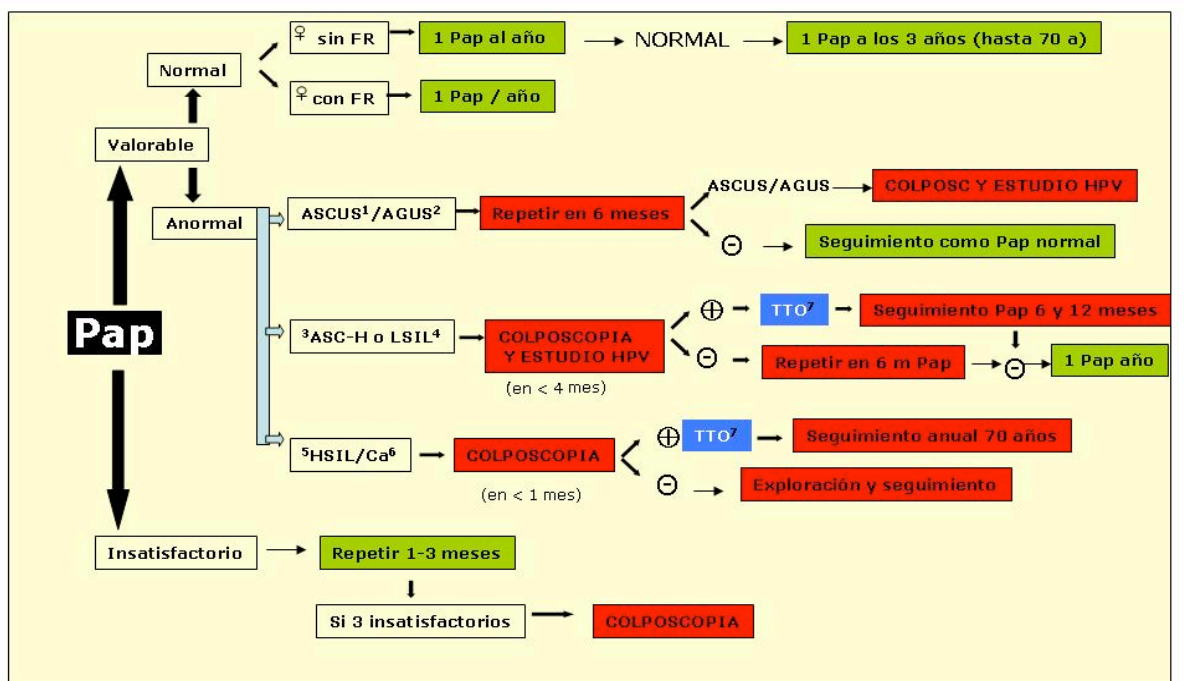 ♀ sin FR
1 Pap al año
NORMAL
1 Pap a los 3 años (hasta 70 a)
Normal
♀ con FR
1 Pap / año
Valorable
Anormal
ASCUS¹/AGUS²
Repetir en 6 meses
ASCUS/AGUS
COLPOSC Y ESTUDIO HPV
⊖
Seguimiento como Pap normal
Pap
³ASC-H o LSIL⁴
COLPOSCOPIA
Y ESTUDIO HPV
(en < 4 mes)
⊕
TTO⁷
Seguimiento Pap 6 y 12 meses
⊖
Repetir en 6 m Pap
⊖
1 Pap año
⁵HSIL/Ca⁶
COLPOSCOPIA
(en < 1 mes)
⊕
TTO⁷
Seguimiento anual 70 años
⊖
Exploración y seguimiento
Insatisfactorio
Repetir 1-3 meses
Si 3 insatisfactorios
COLPOSCOPIA